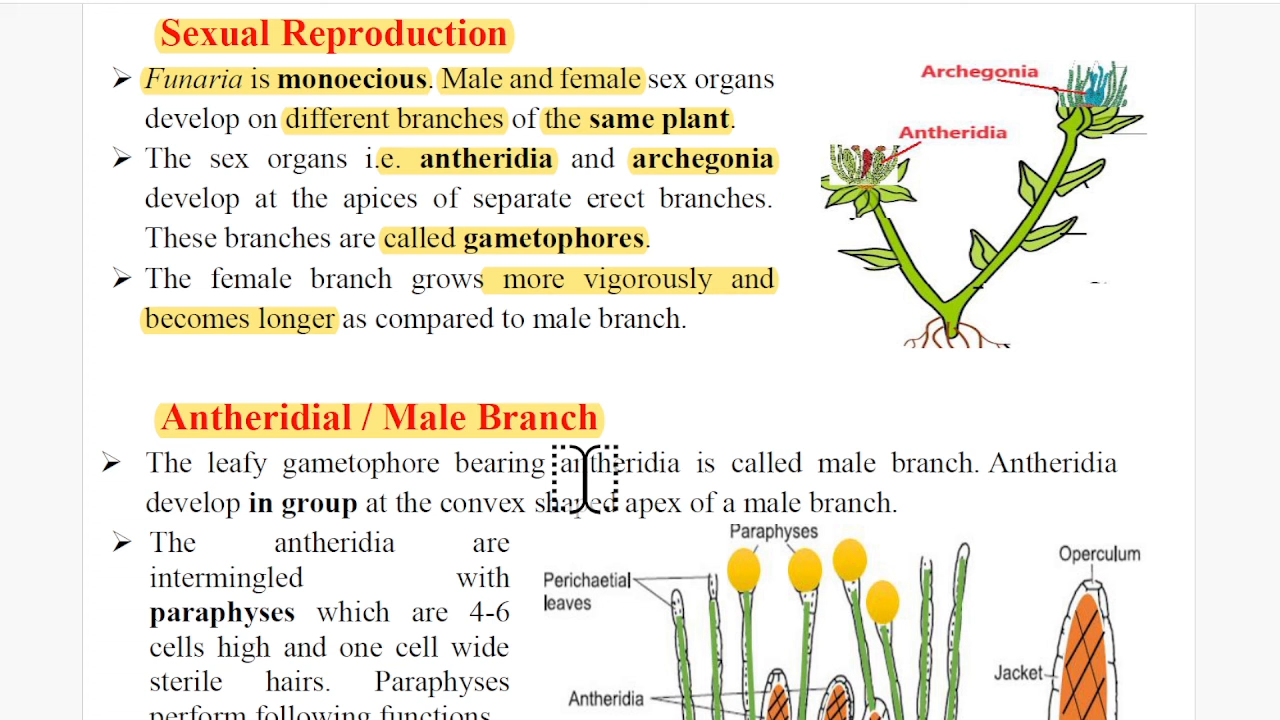 Sexual Reproduction
➢ Funaria is monoecious. Male and female sex organs
develop on different branches of the same plant.
➢ The sex organs i.e. antheridia and archegonia
develop at the apices of separate erect branches.
These branches are called gametophores.
➢ The female branch grows more vigorously and
becomes longer as compared to male branch.
Archegonia
Antheridia
Antheridial / Male Branch
➢ The leafy gametophore bearing antheridia is called male branch. Antheridia
develop in group at the convex shaped apex of a male branch.
➢ The antheridia are
intermingled with
paraphyses which are 4-6
cells high and one cell wide
sterile hairs. Paraphyses
perform following functions
Paraphyses
Perichaetial
leaves
Antheridia
Operculum
Jacket